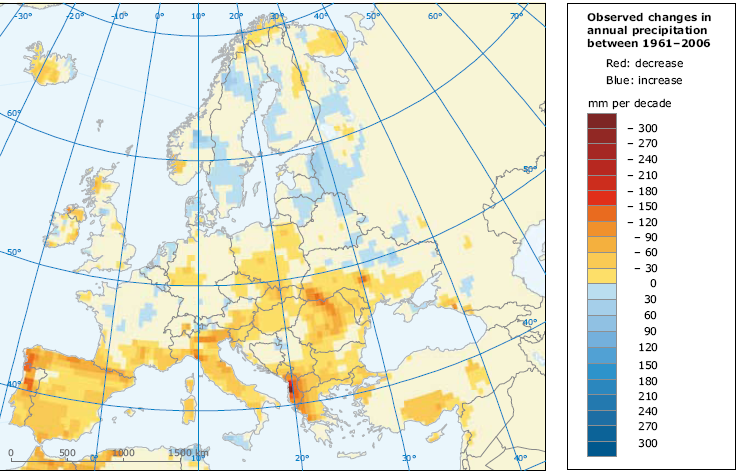 -30° -20° -10° 0° 10° 20° 30° 40° 50° 60° 70°
60°
50°
50°
40°
40°
0 500 1000 1500 km
0° 10° 20° 30° 40°
Observed changes in
annual precipitation
between 1961–2006
Red: decrease
Blue: increase
mm per decade
– 300
– 270
– 240
– 210
– 180
– 150
– 120
– 90
– 60
– 30
0
30
60
90
120
150
180
210
240
270
300